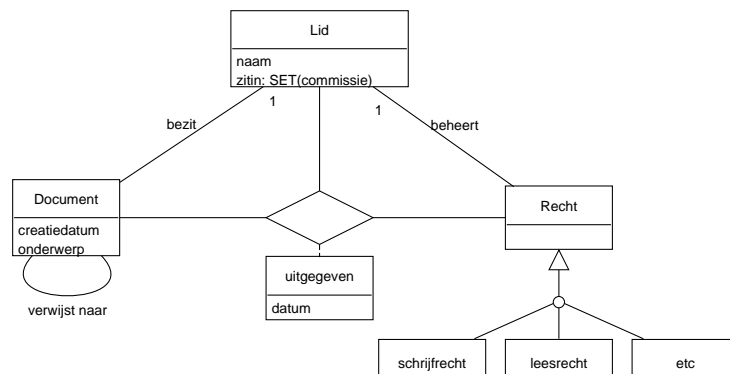 Lid
naam
zitin: SET(commissie)
1
1
bezit
beheert
Document
creatiedatum
onderwerp
Recht
uitgegeven
datum
verwijst naar
schrijfrecht
leesrecht
etc